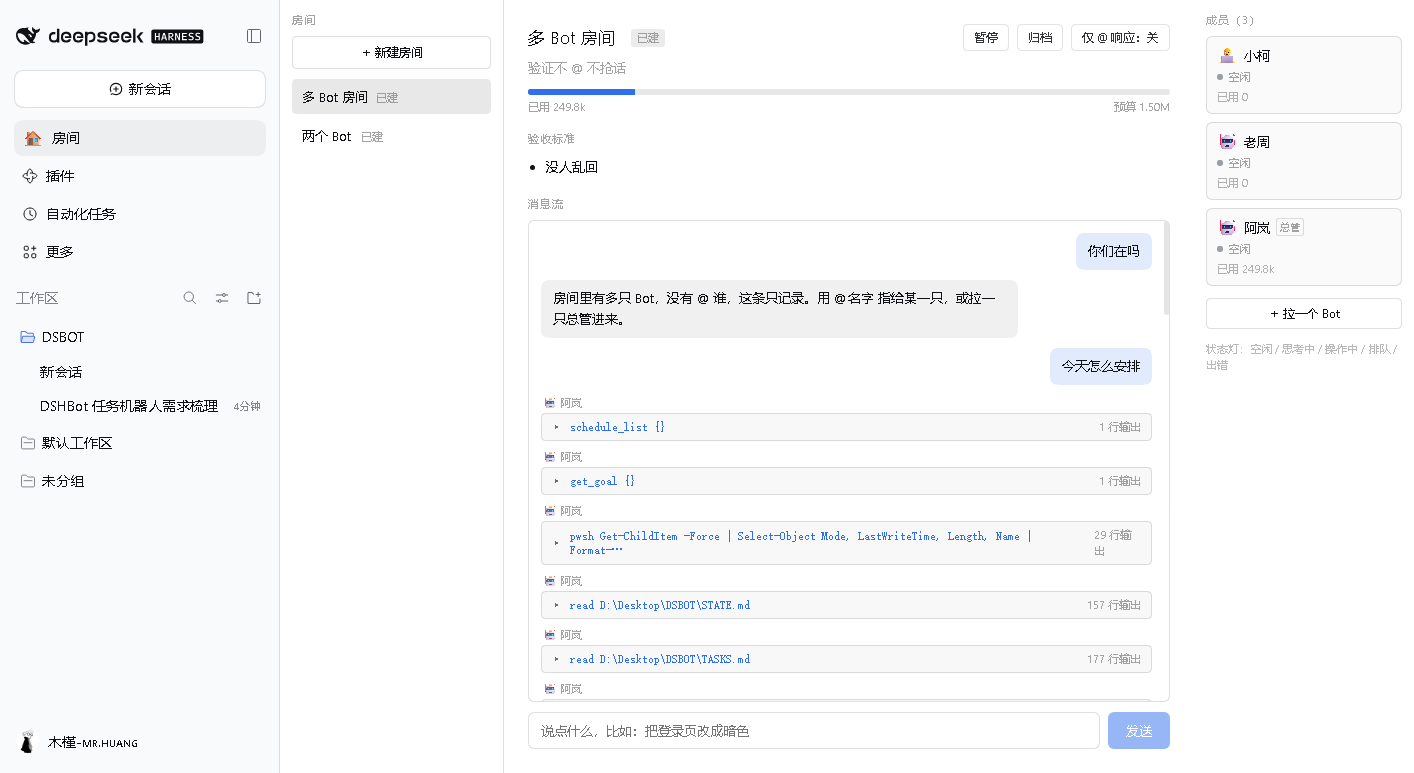 deepseek HARNESS
新会话
房间
插件
自动化任务
更多
工作区
DSBOT
新会话
DSHBot 任务机器人需求梳理 4分钟
默认工作区
未分组
木槿-MR.HUANG
房间
+ 新建房间
多 Bot 房间 已建
两个 Bot 已建
多 Bot 房间 已建
暂停 归档 仅 @ 响应：关
验证不 @ 不抢话
已用 249.8k 预算 1.50M
验收标准
• 没人乱回
消息流
你们在吗
房间里有多只 Bot，没有 @ 谁，这条只记录。用 @名字 指给某一只，或拉一
只总管进来。
今天怎么安排
阿岚
schedule_list {} 1 行输出
阿岚
get_goal {} 1 行输出
阿岚
pwsh Get-ChildItem -Force | Select-Object Mode, LastWriteTime, Length, Name | 29 行输
Format-… 出
阿岚
read D:\Desktop\DSBOT\STATE.md 157 行输出
阿岚
read D:\Desktop\DSBOT\TASKS.md 177 行输出
阿岚
说点什么，比如：把登录页改成暗色 发送
成员（3）
小柯
空闲
已用 0
老周
空闲
已用 0
阿岚 总管
空闲
已用 249.8k
+ 拉一个 Bot
状态灯：空闲 / 思考中 / 操作中 / 排队 /
出错